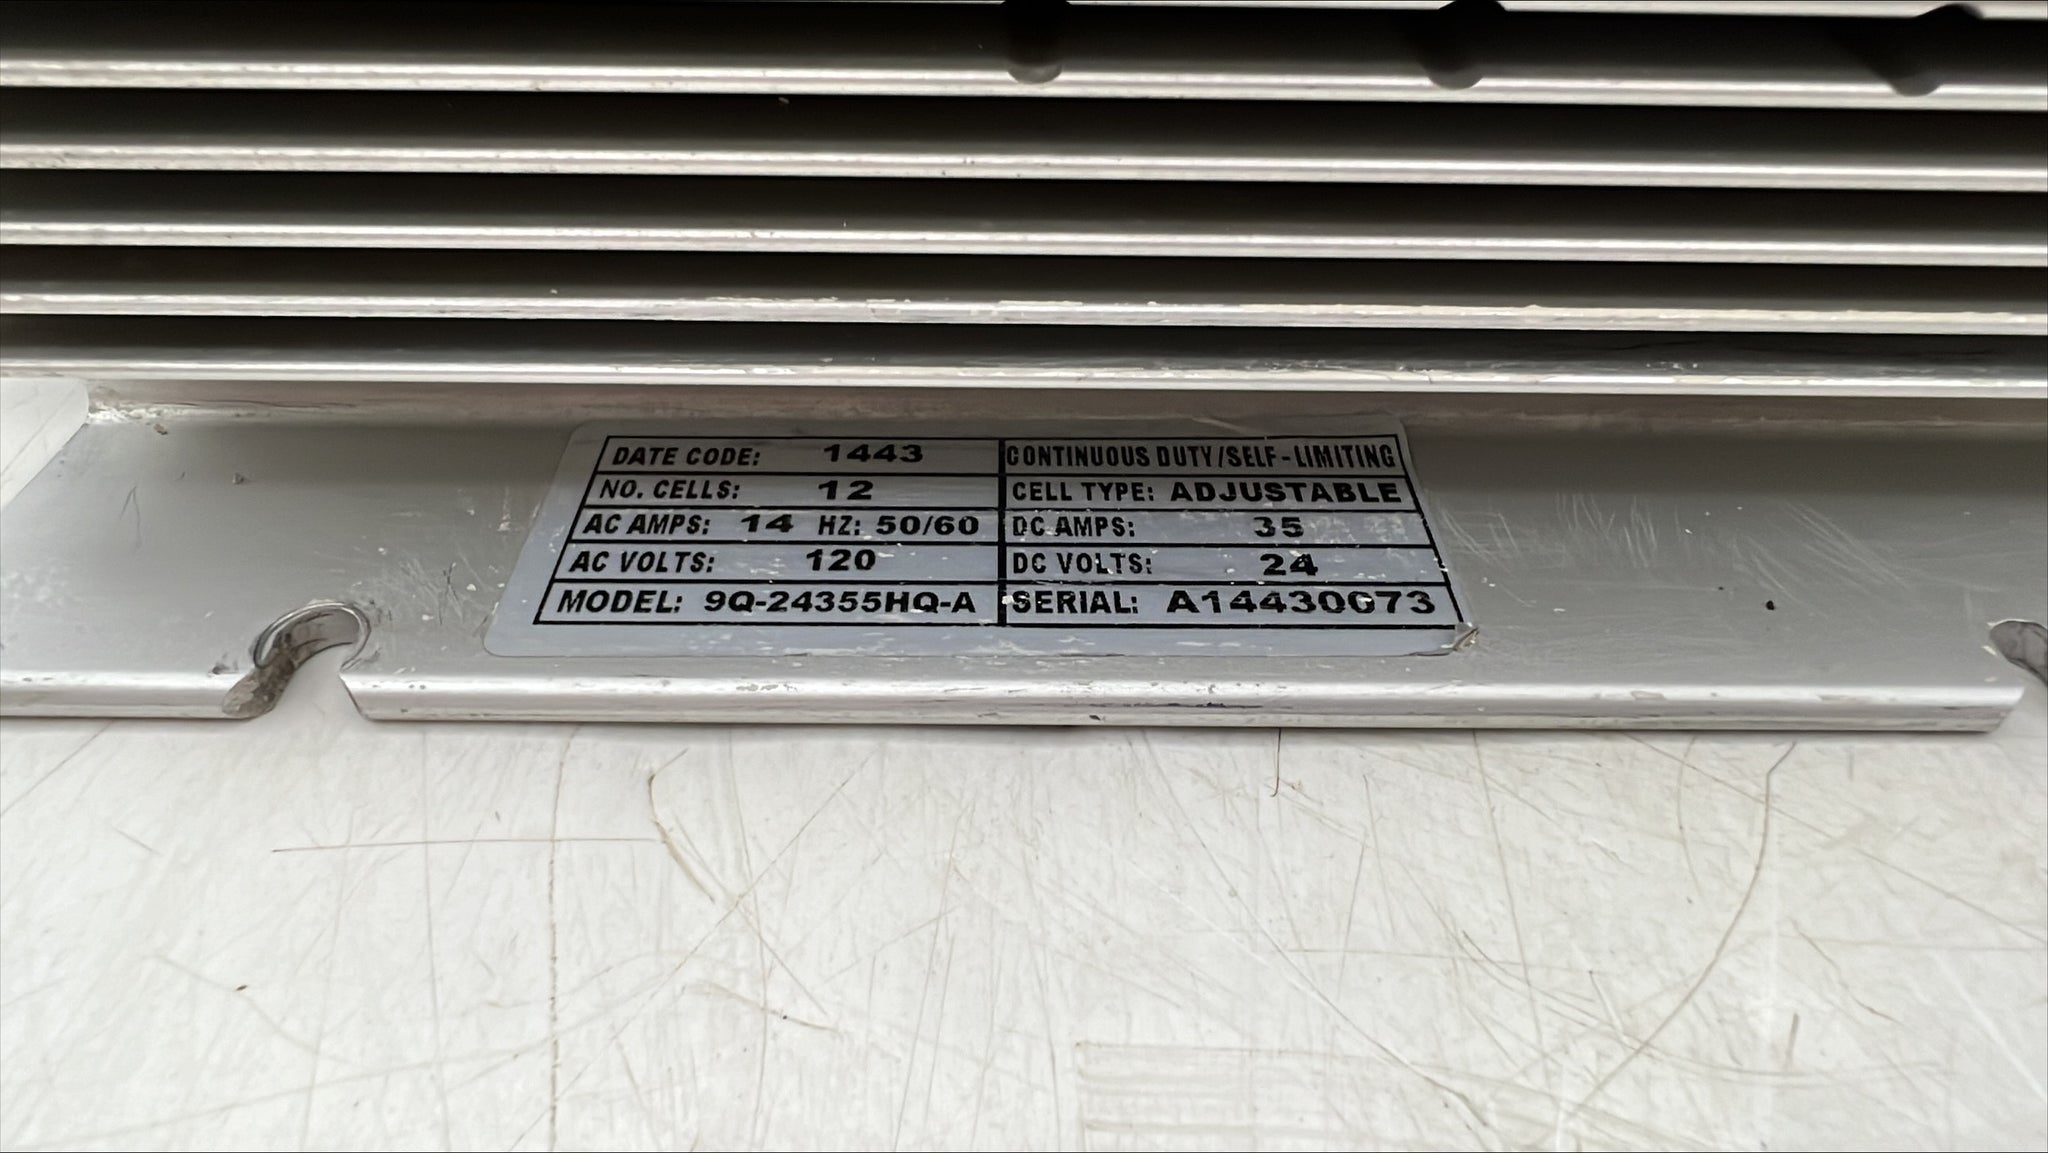 DATE CODE: 1443 CONTINUOUS DUTY/SELF-LIMITING
NO. CELLS: 12 CELL TYPE: ADJUSTABLE
AC AMPS: 14 HZ: 50/60 DC AMPS: 35
AC VOLTS: 120 DC VOLTS: 24
MODEL: 9Q-24355HQ-A SERIAL: A14430073